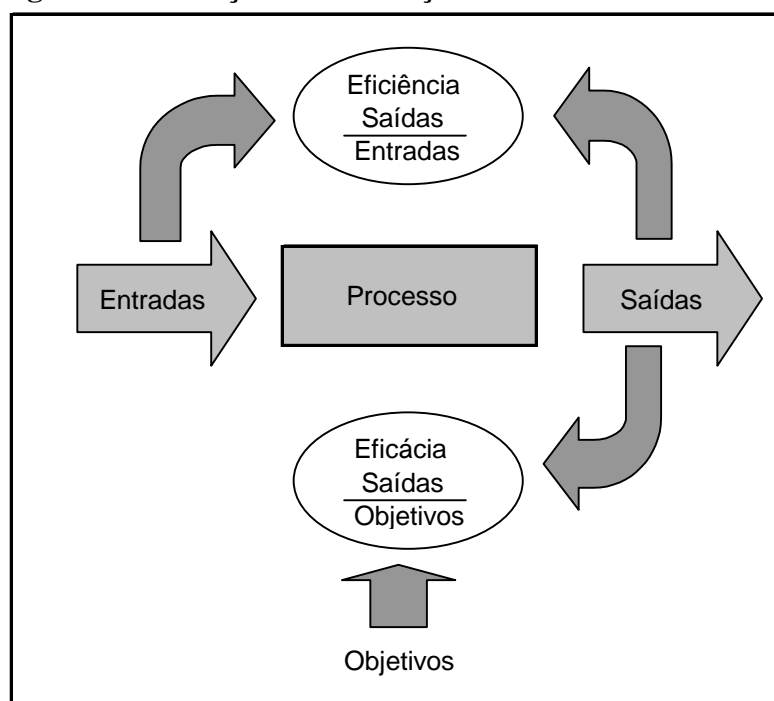 Eficiência
Saídas
Entradas
Entradas
Processo
Saídas
Eficácia
Saídas
Objetivos
Objetivos